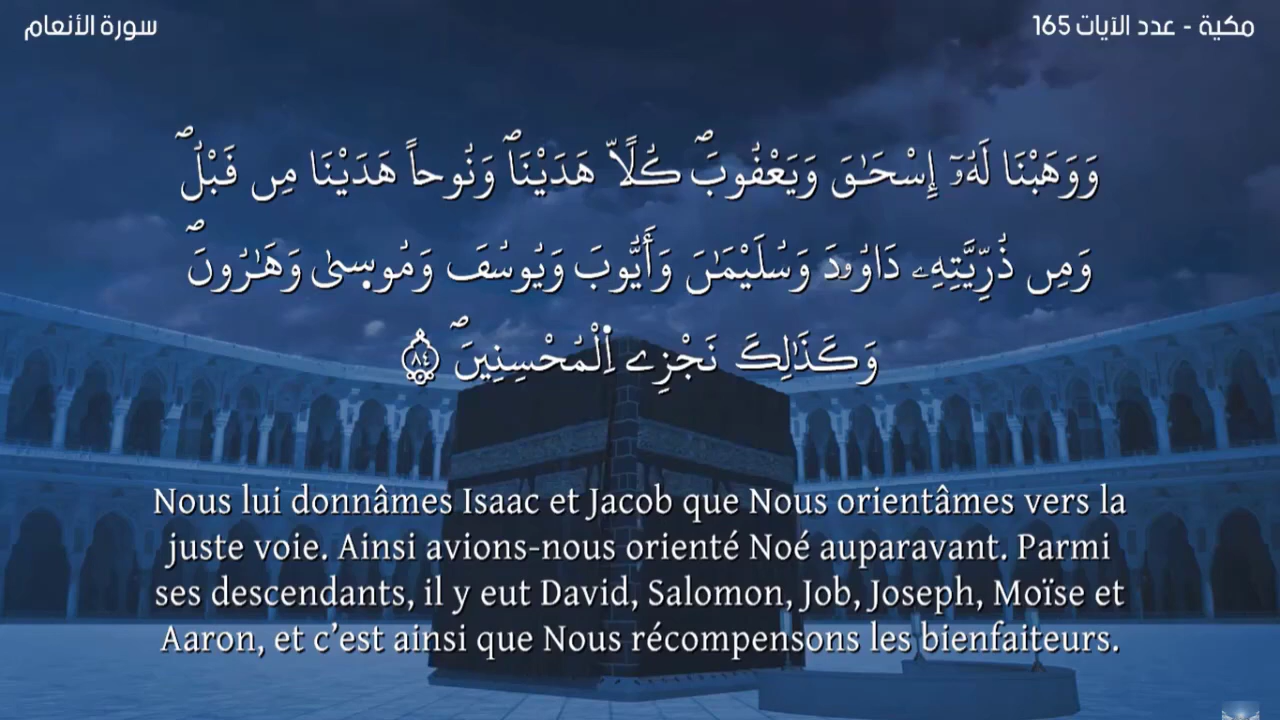 مكية - عدد الآيات 165
سورة الأنعام
وَوَهَبْنَا لَهُۥٓ إِسْحَٰقَ وَيَعْقُوبَۖ كُلّاً هَدَيْنَاۖ وَنُوحاً هَدَيْنَا مِن قَبْلُۖ
وَمِن ذُرِّيَّتِهِۦ دَاوُۥدَ وَسُلَيْمَٰنَ وَأَيُّوبَ وَيُوسُفَ وَمُوسۭىٰ وَهَٰرُونَۖ
وَكَذَٰلِكَ نَجْزِے اِ۬لْمُحْسِنِينَۖ ٨٤
Nous lui donnâmes Isaac et Jacob que Nous orientâmes vers la
juste voie. Ainsi avions-nous orienté Noé auparavant. Parmi
ses descendants, il y eut David, Salomon, Job, Joseph, Moïse et
Aaron, et c’est ainsi que Nous récompensons les bienfaiteurs.